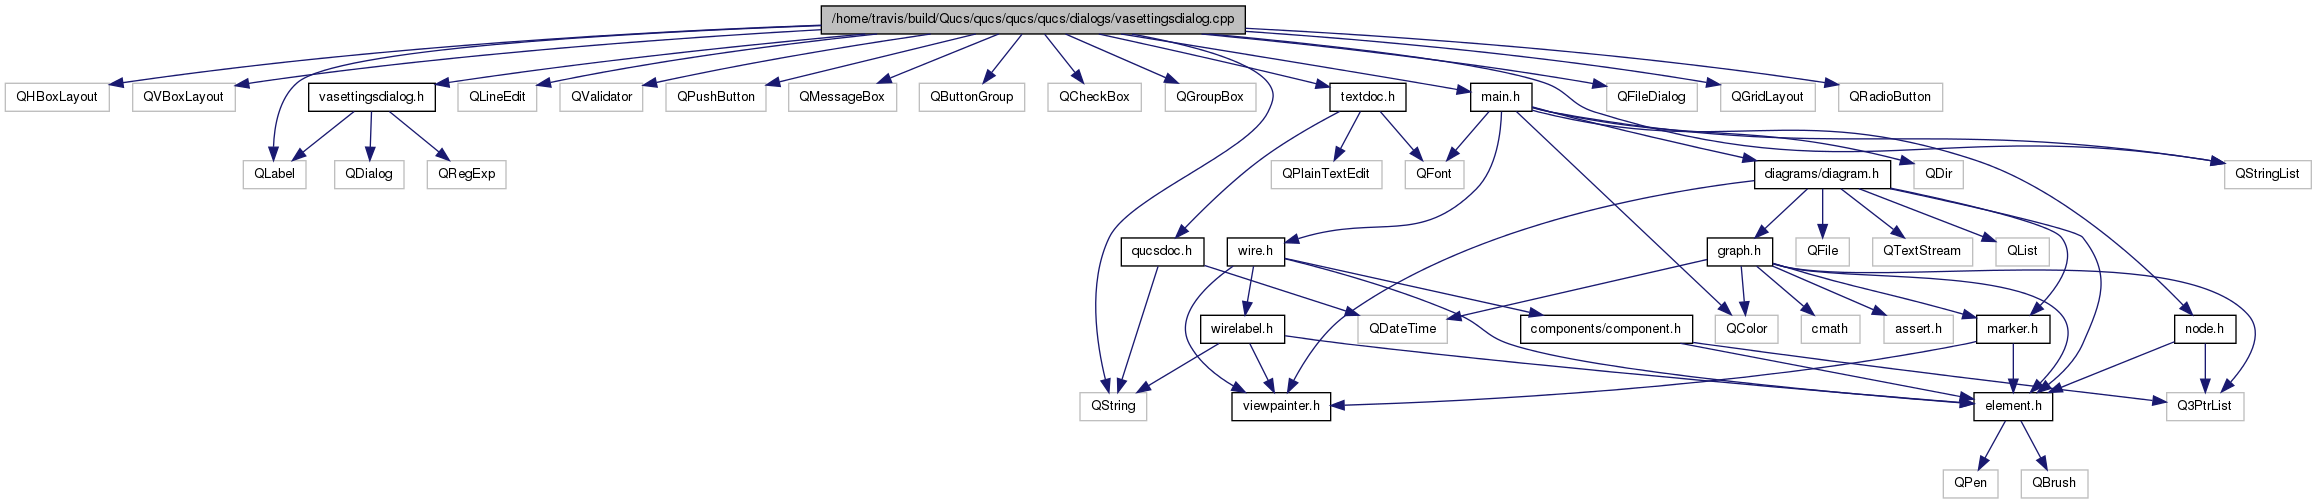 /home/travis/build/Qucs/qucs/qucs/qucs/dialogs/vasettingsdialog.cpp
QHBoxLayout
QVBoxLayout
vasettingsdialog.h
QLineEdit
QValidator
QPushButton
QMessageBox
QButtonGroup
QCheckBox
QGroupBox
textdoc.h
main.h
QFileDialog
QGridLayout
QRadioButton
QLabel
QDialog
QRegExp
QPlainTextEdit
QFont
diagrams/diagram.h
QDir
QStringList
qucsdoc.h
wire.h
graph.h
QFile
QTextStream
QList
wirelabel.h
QDateTime
components/component.h
QColor
cmath
assert.h
marker.h
node.h
QString
viewpainter.h
element.h
Q3PtrList
QPen
QBrush